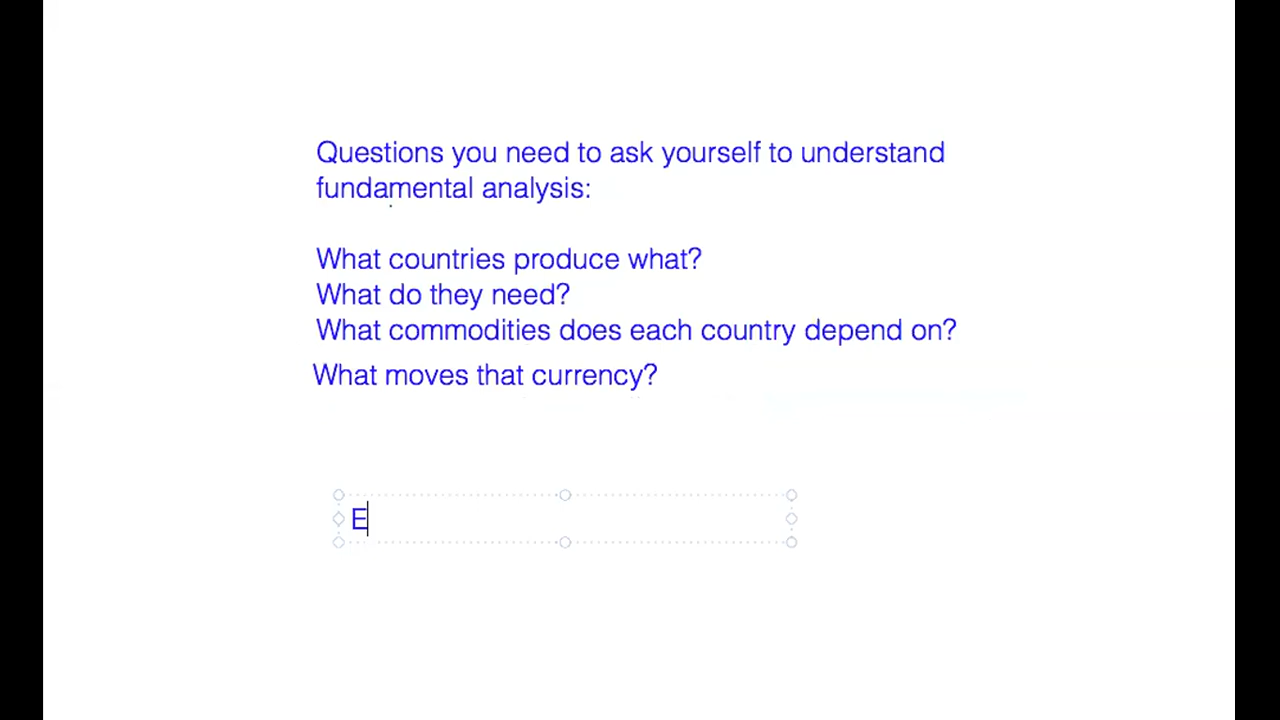 Questions you need to ask yourself to understand
fundamental analysis:
What countries produce what?
What do they need?
What commodities does each country depend on?
What moves that currency?
E